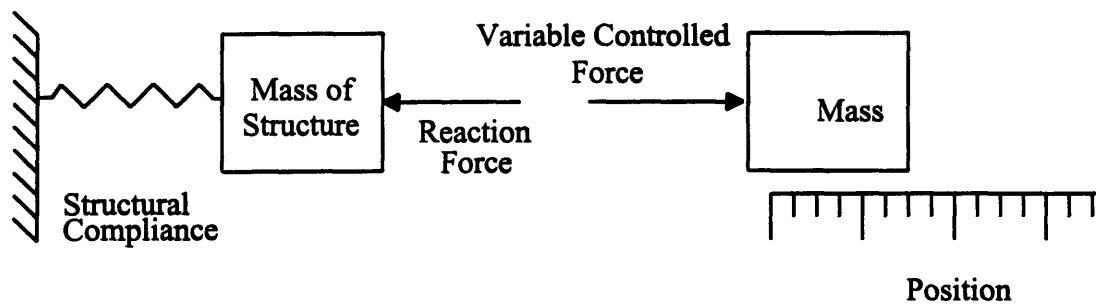 Variable Controlled
Force
Mass of
Structure
Reaction
Force
Mass
Structural
Compliance
Position